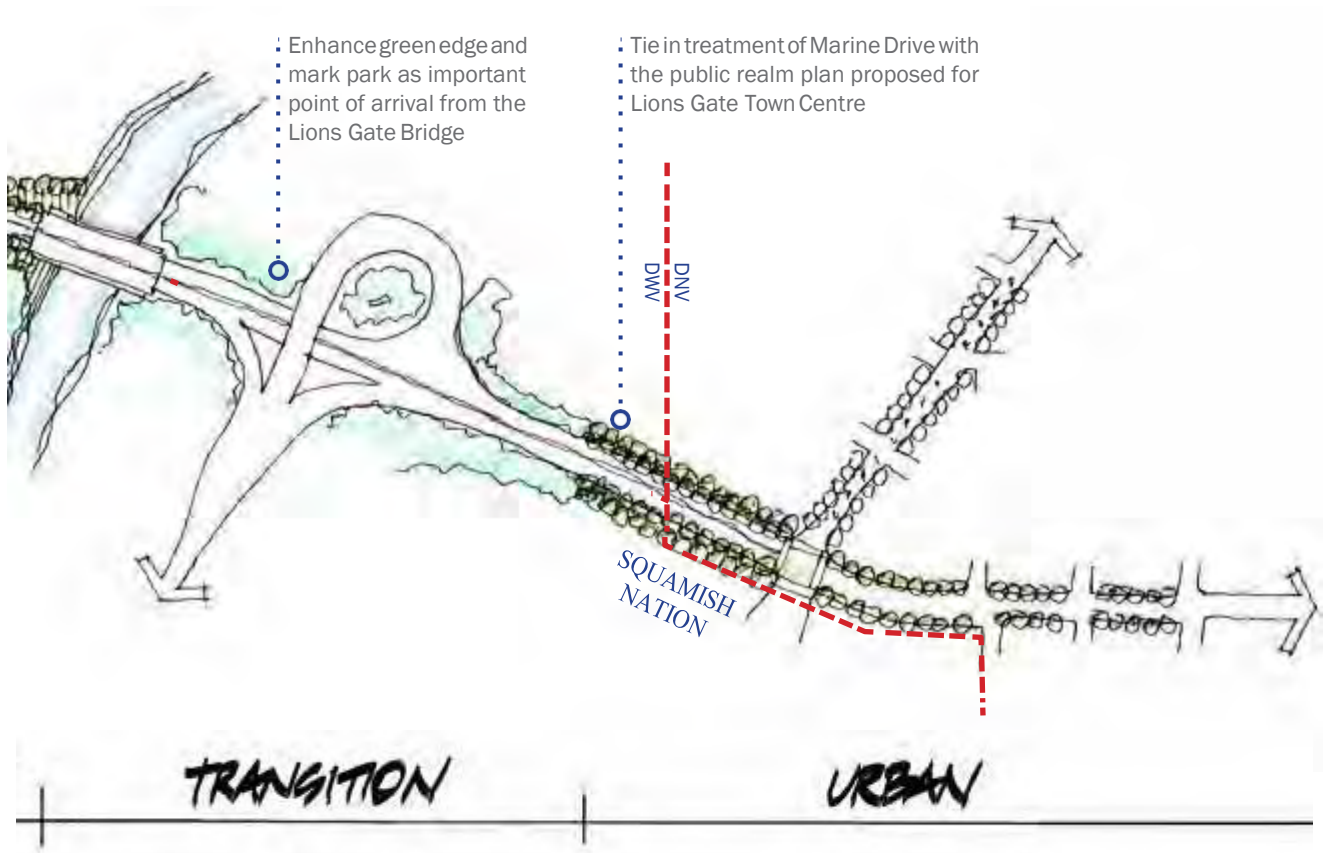 Enhance green edge and
mark park as important
point of arrival from the
Lions Gate Bridge
Tie in treatment of Marine Drive with
the public realm plan proposed for
Lions Gate Town Centre
DWV
DNV
SQUAMISH
NATION
TRANSITION
URBAN